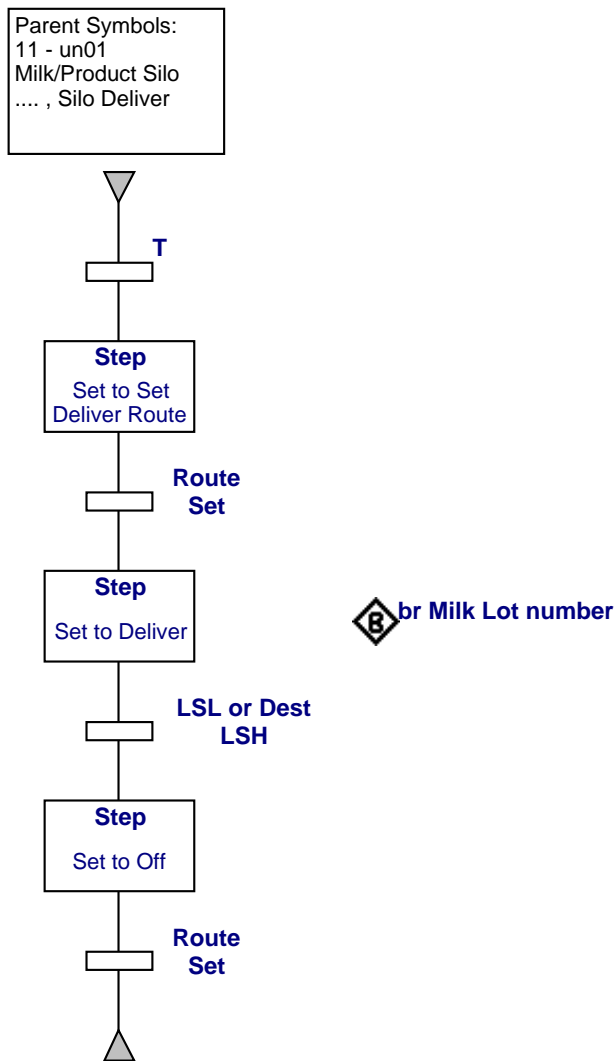 Parent Symbols:
11 - un01
Milk/Product Silo
.... , Silo Deliver
T
Step
Set to Set
Deliver Route
Route
Set
Step
Set to Deliver
B
br Milk Lot number
LSL or Dest
LSH
Step
Set to Off
Route
Set